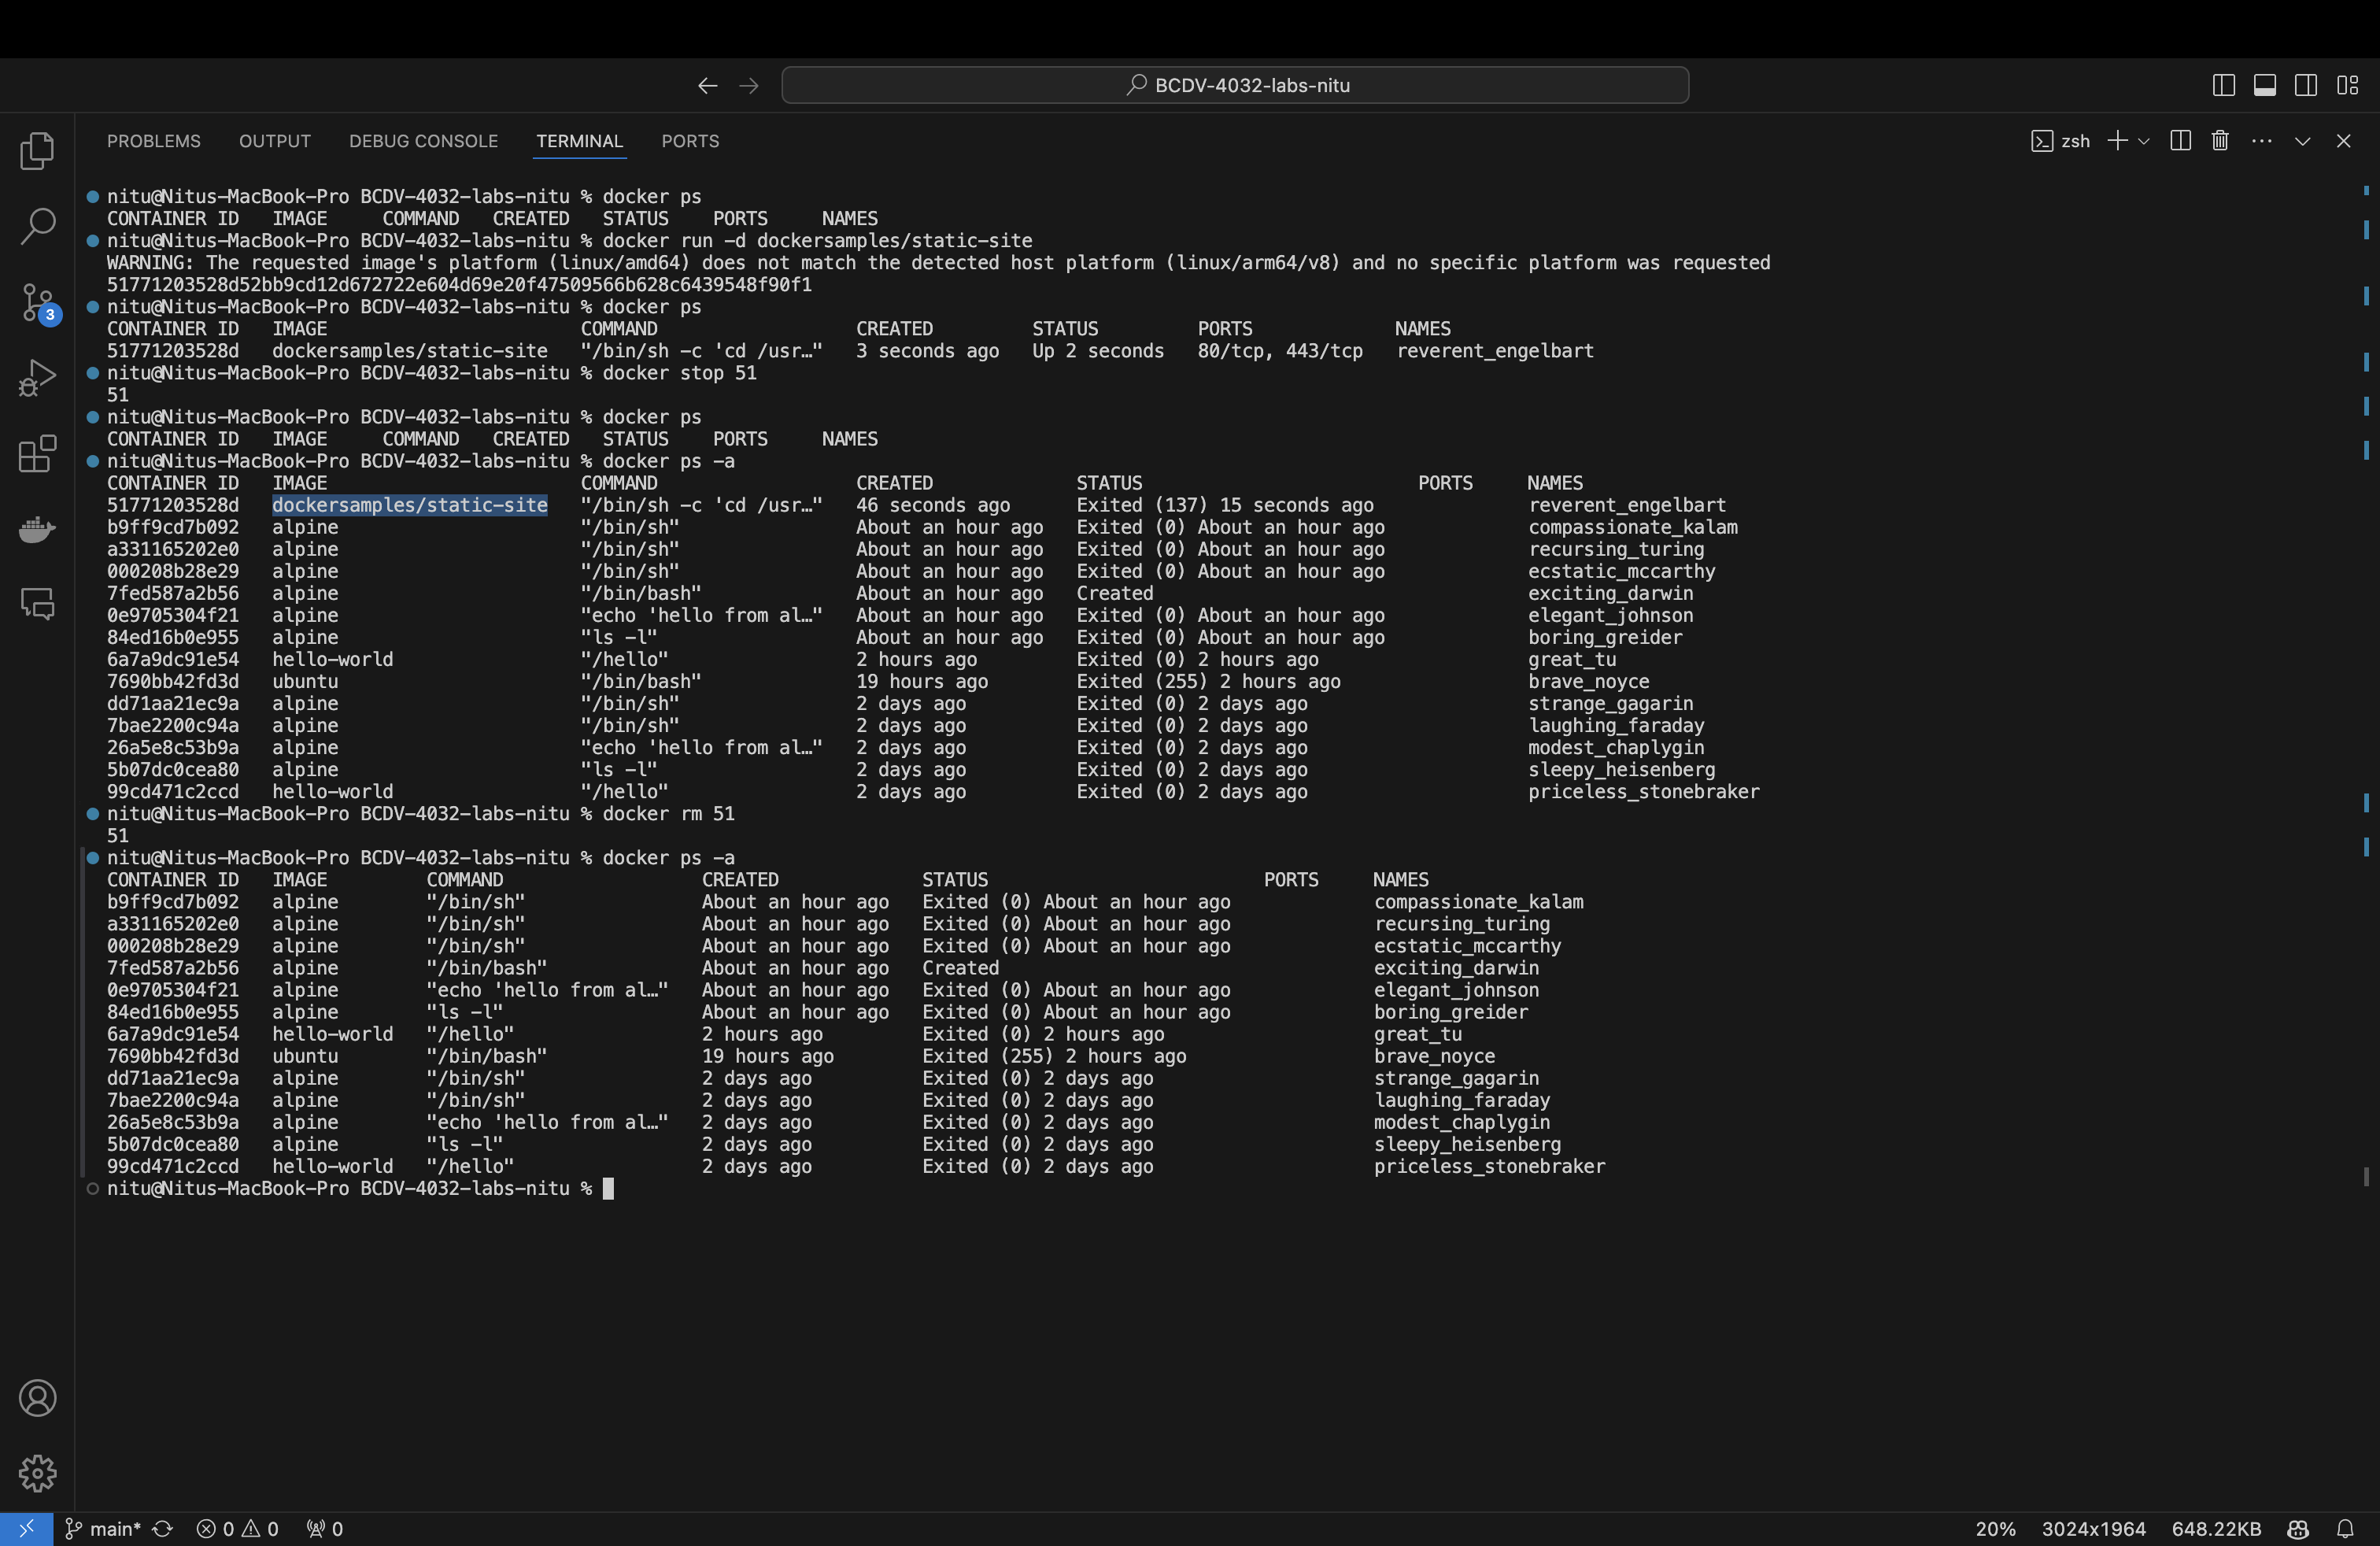 BCDV-4032-labs-nitu
PROBLEMS OUTPUT DEBUG CONSOLE TERMINAL PORTS zsh
nitu@Nitus-MacBook-Pro BCDV-4032-labs-nitu % docker ps
CONTAINER ID   IMAGE     COMMAND   CREATED   STATUS    PORTS     NAMES
nitu@Nitus-MacBook-Pro BCDV-4032-labs-nitu % docker run -d dockersamples/static-site
WARNING: The requested image's platform (linux/amd64) does not match the detected host platform (linux/arm64/v8) and no specific platform was requested
51771203528d52bb9cd12d672722e604d69e20f47509566b628c6439548f90f1
nitu@Nitus-MacBook-Pro BCDV-4032-labs-nitu % docker ps
CONTAINER ID   IMAGE                       COMMAND                  CREATED         STATUS         PORTS             NAMES
51771203528d   dockersamples/static-site   "/bin/sh -c 'cd /usr…"   3 seconds ago   Up 2 seconds   80/tcp, 443/tcp   reverent_engelbart
nitu@Nitus-MacBook-Pro BCDV-4032-labs-nitu % docker stop 51
51
nitu@Nitus-MacBook-Pro BCDV-4032-labs-nitu % docker ps
CONTAINER ID   IMAGE     COMMAND   CREATED   STATUS    PORTS     NAMES
nitu@Nitus-MacBook-Pro BCDV-4032-labs-nitu % docker ps -a
CONTAINER ID   IMAGE                       COMMAND                  CREATED             STATUS                         PORTS     NAMES
51771203528d   dockersamples/static-site   "/bin/sh -c 'cd /usr…"   46 seconds ago      Exited (137) 15 seconds ago              reverent_engelbart
b9ff9cd7b092   alpine                      "/bin/sh"                About an hour ago   Exited (0) About an hour ago             compassionate_kalam
a331165202e0   alpine                      "/bin/sh"                About an hour ago   Exited (0) About an hour ago             recursing_turing
000208b28e29   alpine                      "/bin/sh"                About an hour ago   Exited (0) About an hour ago             ecstatic_mccarthy
7fed587a2b56   alpine                      "/bin/bash"              About an hour ago   Created                                  exciting_darwin
0e9705304f21   alpine                      "echo 'hello from al…"   About an hour ago   Exited (0) About an hour ago             elegant_johnson
84ed16b0e955   alpine                      "ls -l"                  About an hour ago   Exited (0) About an hour ago             boring_greider
6a7a9dc91e54   hello-world                 "/hello"                 2 hours ago         Exited (0) 2 hours ago                   great_tu
7690bb42fd3d   ubuntu                      "/bin/bash"              19 hours ago        Exited (255) 2 hours ago                 brave_noyce
dd71aa21ec9a   alpine                      "/bin/sh"                2 days ago          Exited (0) 2 days ago                    strange_gagarin
7bae2200c94a   alpine                      "/bin/sh"                2 days ago          Exited (0) 2 days ago                    laughing_faraday
26a5e8c53b9a   alpine                      "echo 'hello from al…"   2 days ago          Exited (0) 2 days ago                    modest_chaplygin
5b07dc0cea80   alpine                      "ls -l"                  2 days ago          Exited (0) 2 days ago                    sleepy_heisenberg
99cd471c2ccd   hello-world                 "/hello"                 2 days ago          Exited (0) 2 days ago                    priceless_stonebraker
nitu@Nitus-MacBook-Pro BCDV-4032-labs-nitu % docker rm 51
51
nitu@Nitus-MacBook-Pro BCDV-4032-labs-nitu % docker ps -a
CONTAINER ID   IMAGE         COMMAND                  CREATED             STATUS                         PORTS     NAMES
b9ff9cd7b092   alpine        "/bin/sh"                About an hour ago   Exited (0) About an hour ago             compassionate_kalam
a331165202e0   alpine        "/bin/sh"                About an hour ago   Exited (0) About an hour ago             recursing_turing
000208b28e29   alpine        "/bin/sh"                About an hour ago   Exited (0) About an hour ago             ecstatic_mccarthy
7fed587a2b56   alpine        "/bin/bash"              About an hour ago   Created                                  exciting_darwin
0e9705304f21   alpine        "echo 'hello from al…"   About an hour ago   Exited (0) About an hour ago             elegant_johnson
84ed16b0e955   alpine        "ls -l"                  About an hour ago   Exited (0) About an hour ago             boring_greider
6a7a9dc91e54   hello-world   "/hello"                 2 hours ago         Exited (0) 2 hours ago                   great_tu
7690bb42fd3d   ubuntu        "/bin/bash"              19 hours ago        Exited (255) 2 hours ago                 brave_noyce
dd71aa21ec9a   alpine        "/bin/sh"                2 days ago          Exited (0) 2 days ago                    strange_gagarin
7bae2200c94a   alpine        "/bin/sh"                2 days ago          Exited (0) 2 days ago                    laughing_faraday
26a5e8c53b9a   alpine        "echo 'hello from al…"   2 days ago          Exited (0) 2 days ago                    modest_chaplygin
5b07dc0cea80   alpine        "ls -l"                  2 days ago          Exited (0) 2 days ago                    sleepy_heisenberg
99cd471c2ccd   hello-world   "/hello"                 2 days ago          Exited (0) 2 days ago                    priceless_stonebraker
nitu@Nitus-MacBook-Pro BCDV-4032-labs-nitu %
3
main* 0 0 0 20% 3024x1964 648.22KB